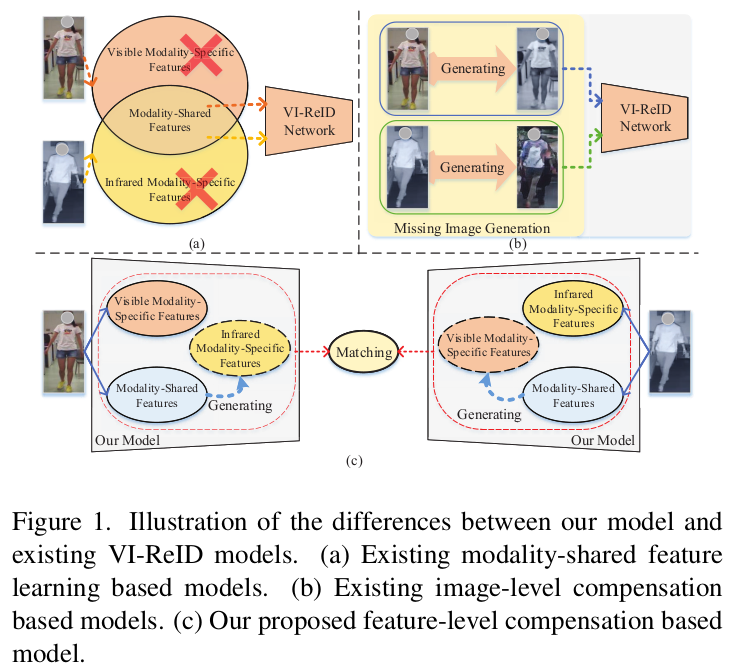 Visible Modality-Specific
Features
Modality-Shared
Features
Infrared Modality-Specific
Features
VI-ReID
Network
(a)
Generating
Generating
VI-ReID
Network
Missing Image Generation
(b)
Visible Modality-
Specific Features
Infrared
Modality-Specific
Features
Modality-Shared
Features
Generating
Our Model
Matching
Infrared
Modality-Specific
Features
Visible Modality-
Specific Features
Modality-Shared
Features
Generating
Our Model
(c)
Figure 1. Illustration of the differences between our model and
existing VI-ReID models. (a) Existing modality-shared feature
learning based models. (b) Existing image-level compensation
based models. (c) Our proposed feature-level compensation based
model.